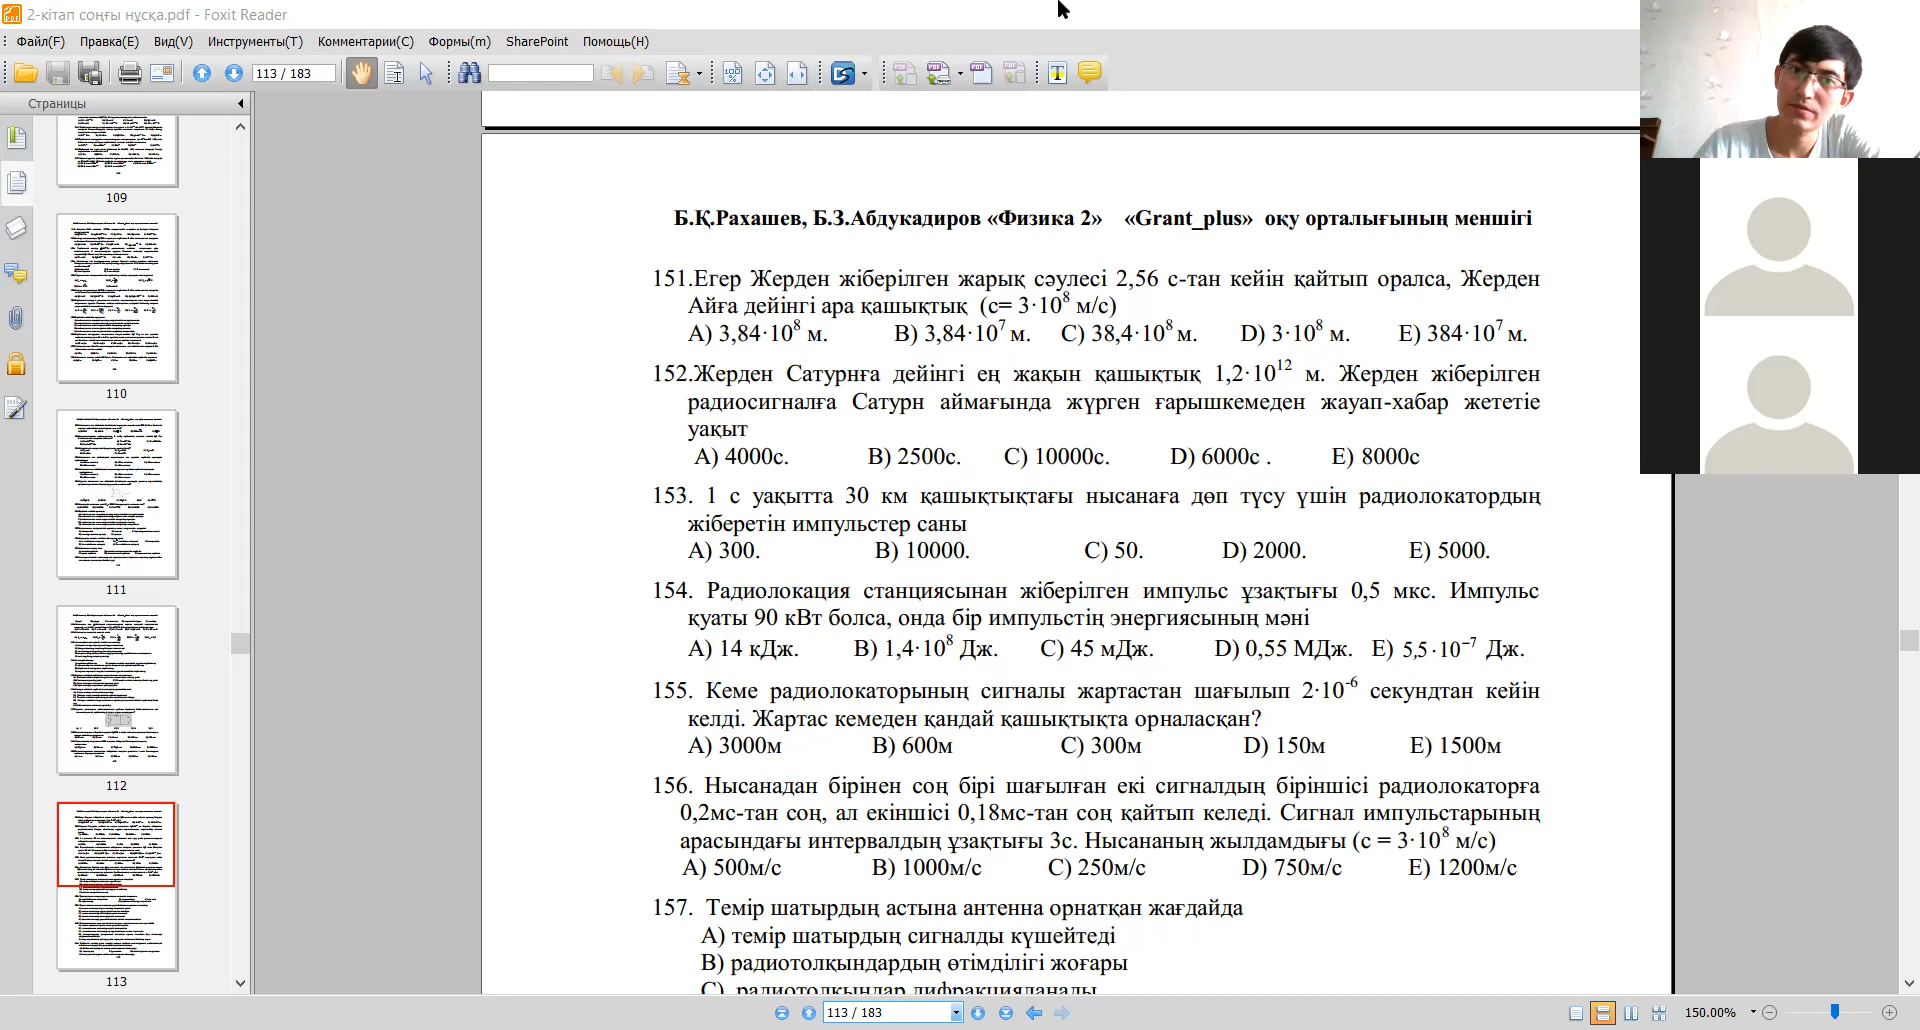 2-кітап соңғы нұсқа.pdf - Foxit Reader
Файл(F) Правка(E) Вид(V) Инструменты(T) Комментарии(C) Формы(m) SharePoint Помощь(H)
113 / 183
Страницы
109
110
111
112
113
Б.Қ.Рахашев, Б.З.Абдукадиров «Физика 2» «Grant_plus» оқу орталығының меншігі
151.Егер Жерден жіберілген жарық сәулесі 2,56 с-тан кейін қайтып оралса, Жерден
Айға дейінгі ара қашықтық (с= 3·10⁸ м/с)
А) 3,84·10⁸ м. В) 3,84·10⁷ м. С) 38,4·10⁸ м. D) 3·10⁸ м. Е) 384·10⁷ м.
152.Жерден Сатурнға дейінгі ең жақын қашықтық 1,2·10¹² м. Жерден жіберілген
радиосигналға Сатурн аймағында жүрген ғарышкемеден жауап-хабар жететіе
уақыт
А) 4000с. В) 2500с. С) 10000с. D) 6000с . Е) 8000с
153. 1 с уақытта 30 км қашықтықтағы нысанаға дөп түсу үшін радиолокатордың
жіберетін импульстер саны
А) 300. В) 10000. С) 50. D) 2000. Е) 5000.
154. Радиолокация станциясынан жіберілген импульс ұзақтығы 0,5 мкс. Импульс
қуаты 90 кВт болса, онда бір импульстің энергиясының мәні
А) 14 кДж. В) 1,4·10⁸ Дж. С) 45 мДж. D) 0,55 МДж. Е) 5,5·10⁻⁷ Дж.
155. Кеме радиолокаторының сигналы жартастан шағылып 2·10⁻⁶ секундтан кейін
келді. Жартас кемеден қандай қашықтықта орналасқан?
А) 3000м В) 600м С) 300м D) 150м Е) 1500м
156. Нысанадан бірінен соң бірі шағылған екі сигналдың біріншісі радиолокаторға
0,2мс-тан соң, ал екіншісі 0,18мс-тан соң қайтып келеді. Сигнал импульстарының
арасындағы интервалдың ұзақтығы 3с. Нысананың жылдамдығы (с = 3·10⁸ м/с)
А) 500м/с В) 1000м/с С) 250м/с D) 750м/с Е) 1200м/с
157. Темір шатырдың астына антенна орнатқан жағдайда
А) темір шатырдың сигналды күшейтеді
В) радиотолқындардың өтімділігі жоғары
С) радиотолқындар дифракцияланады
113 / 183
150.00%